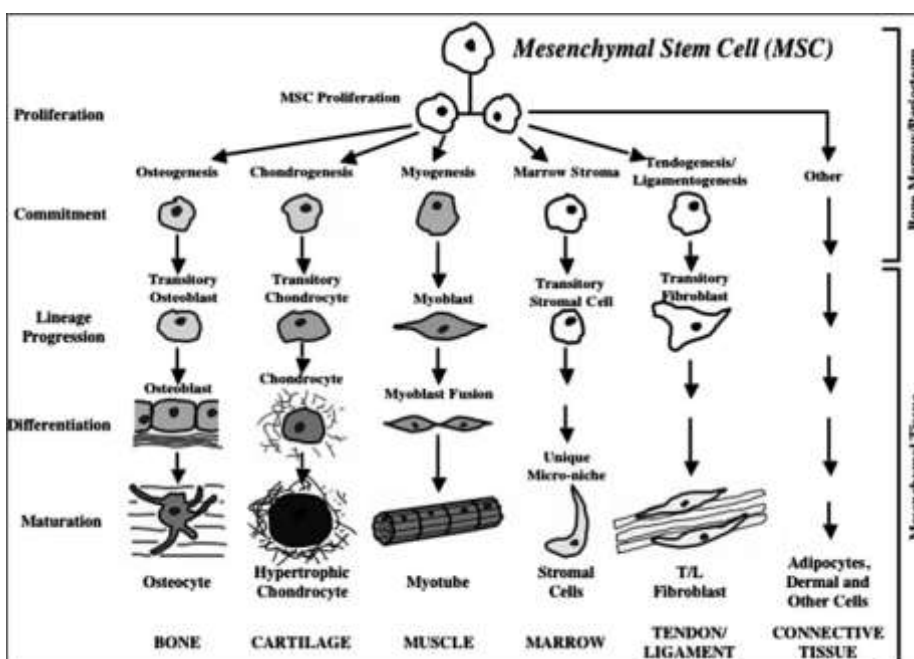 Mesenchymal Stem Cell (MSC)
MSC Proliferation
Proliferation
Osteogenesis
Chondrogenesis
Myogenesis
Marrow Stroma
Tendogenesis/
Ligamentogenesis
Other
Commitment
Transitory
Osteoblast
Transitory
Chondrocyte
Myoblast
Transitory
Stromal Cell
Transitory
Fibroblast
Lineage
Progression
Osteoblast
Chondrocyte
Myoblast Fusion
Differentiation
Unique
Micro-niche
Maturation
Osteocyte
Hypertrophic
Chondrocyte
Myotube
Stromal
Cells
T/L
Fibroblast
Adipocytes,
Dermal and
Other Cells
BONE
CARTILAGE
MUSCLE
MARROW
TENDON/
LIGAMENT
CONNECTIVE
TISSUE